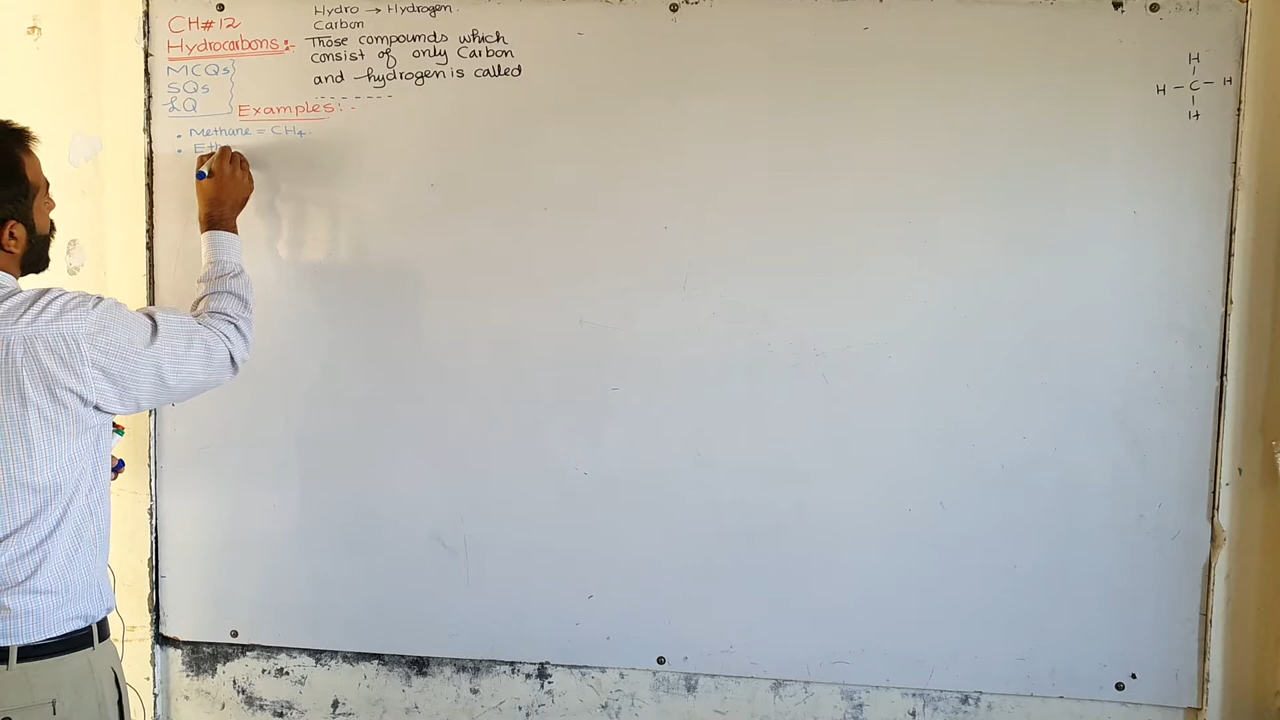 CH#12
Hydrocarbons:-
MCQs
SQs
LQ
Hydro → Hydrogen.
Carbon
Those compounds which
consist of only Carbon
and hydrogen is called
Examples:-
• Methane = CH4.
• Eth
H
H - C - H
H